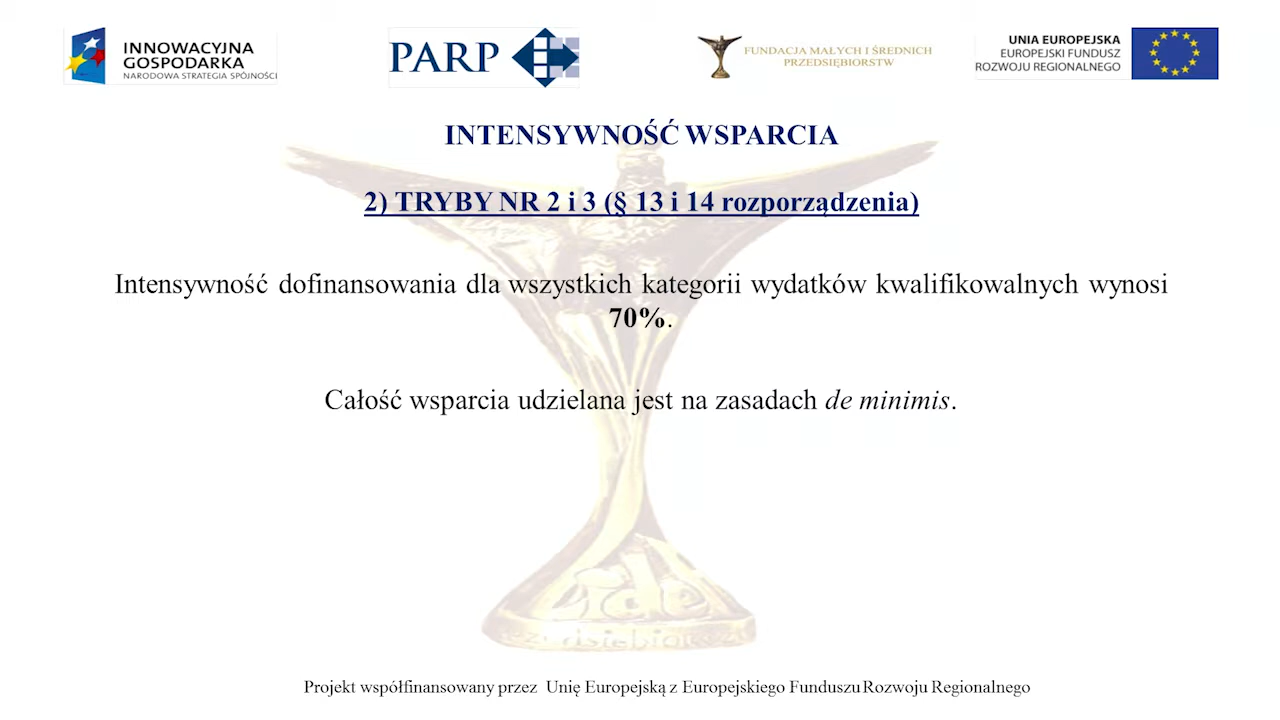 INNOWACYJNA
GOSPODARKA
NARODOWA STRATEGIA SPÓJNOŚCI
PARP
FUNDACJA MAŁYCH I ŚREDNICH
PRZEDSIĘBIORSTW
UNIA EUROPEJSKA
EUROPEJSKI FUNDUSZ
ROZWOJU REGIONALNEGO
INTENSYWNOŚĆ WSPARCIA
2) TRYBY NR 2 i 3 (§ 13 i 14 rozporządzenia)
Intensywność dofinansowania dla wszystkich kategorii wydatków kwalifikowalnych wynosi
70%.
Całość wsparcia udzielana jest na zasadach de minimis.
Projekt współfinansowany przez Unię Europejską z Europejskiego Funduszu Rozwoju Regionalnego